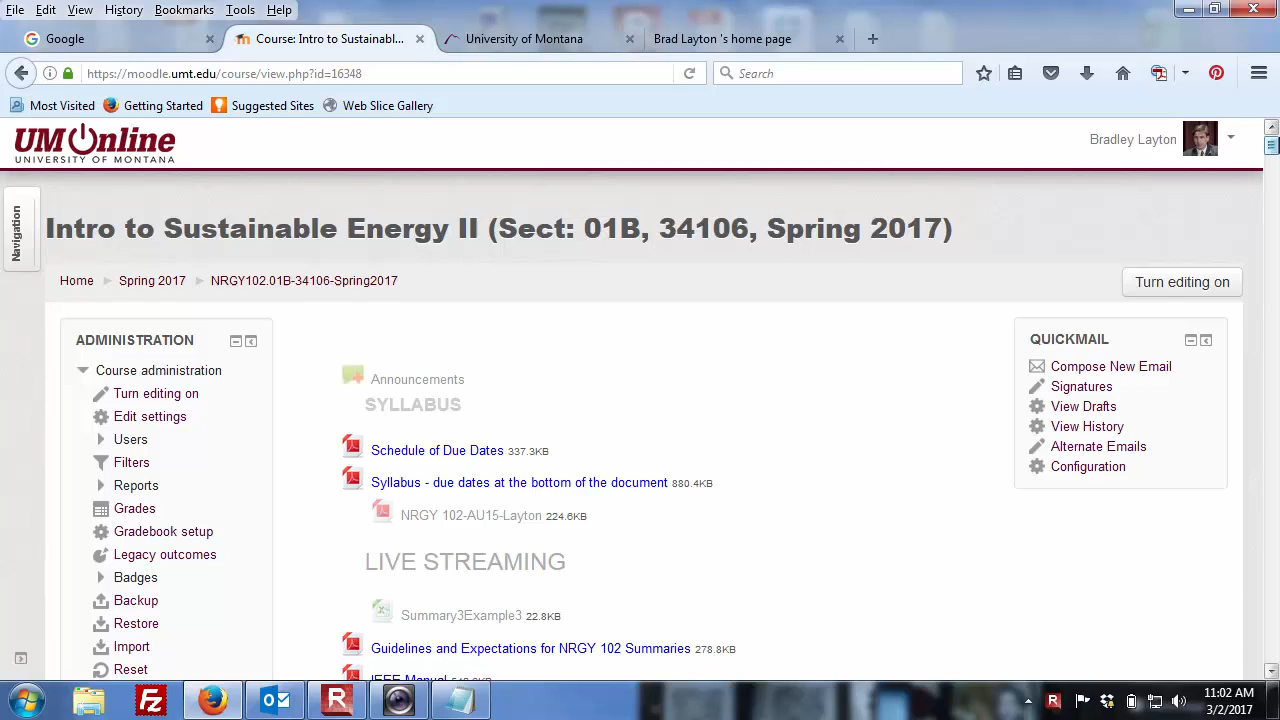 File Edit View History Bookmarks Tools Help
Google
Course: Intro to Sustainabl...
University of Montana
Brad Layton 's home page
https://moodle.umt.edu/course/view.php?id=16348
Search
Most Visited Getting Started Suggested Sites Web Slice Gallery
UM Online
UNIVERSITY OF MONTANA
Bradley Layton
Navigation
Intro to Sustainable Energy II (Sect: 01B, 34106, Spring 2017)
Home Spring 2017 NRGY102.01B-34106-Spring2017
Turn editing on
ADMINISTRATION
Course administration
Turn editing on
Edit settings
Users
Filters
Reports
Grades
Gradebook setup
Legacy outcomes
Badges
Backup
Restore
Import
Reset
Announcements
SYLLABUS
Schedule of Due Dates 337.3KB
Syllabus - due dates at the bottom of the document 880.4KB
NRGY 102-AU15-Layton 224.6KB
LIVE STREAMING
Summary3Example3 22.8KB
Guidelines and Expectations for NRGY 102 Summaries 278.8KB
IEEE Manual
QUICKMAIL
Compose New Email
Signatures
View Drafts
View History
Alternate Emails
Configuration
11:02 AM
3/2/2017